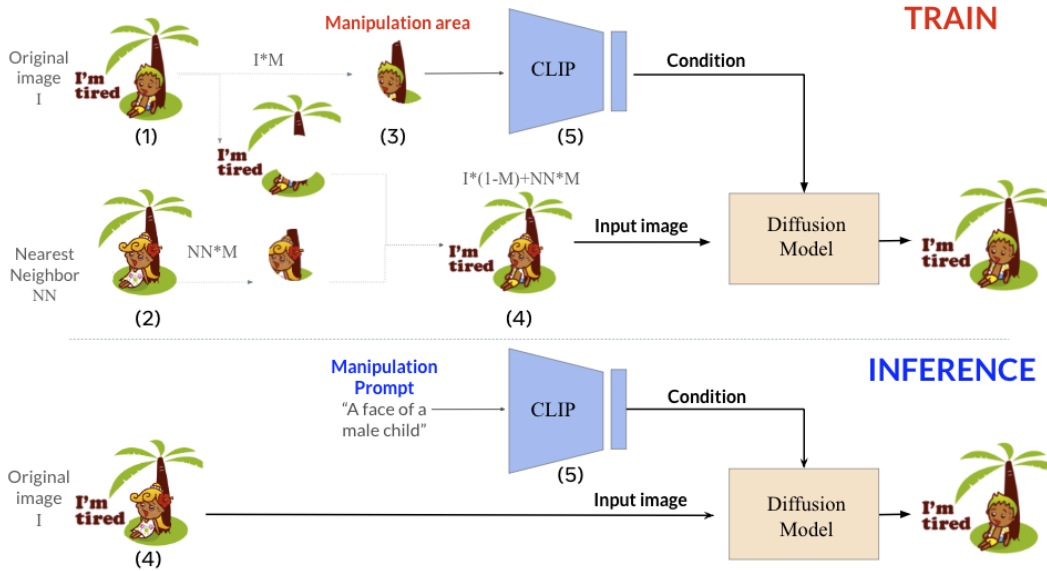 TRAIN
Manipulation area
Original
image
I
I*M
I'm
tired
CLIP
Condition
(1)
(3)
(5)
I'm
tired
I*(1-M)+NN*M
Nearest
Neighbor
NN
NN*M
I'm
tired
Input image
Diffusion
Model
I'm
tired
(2)
(4)
INFERENCE
Manipulation
Prompt
"A face of a
male child"
CLIP
Condition
(5)
Original
image
I
I'm
tired
Input image
Diffusion
Model
I'm
tired
(4)